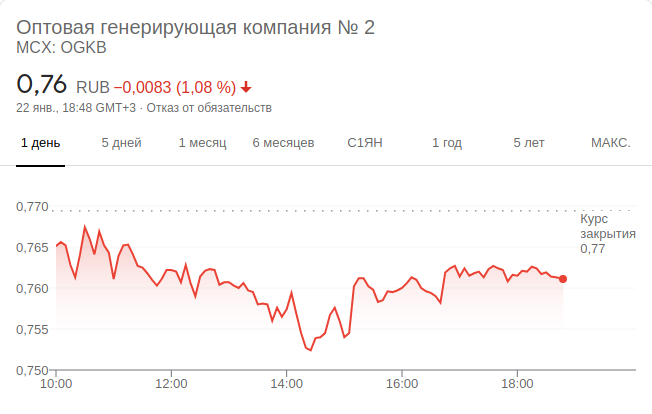 Оптовая генерирующая компания № 2
MCX: OGKB
0,76 RUB −0,0083 (1,08 %)
22 янв., 18:48 GMT+3 · Отказ от обязательств
1 день 5 дней 1 месяц 6 месяцев С1ЯН 1 год 5 лет МАКС.
0,770
Курс
закрытия
0,77
0,765
0,760
0,755
0,750
10:00 12:00 14:00 16:00 18:00